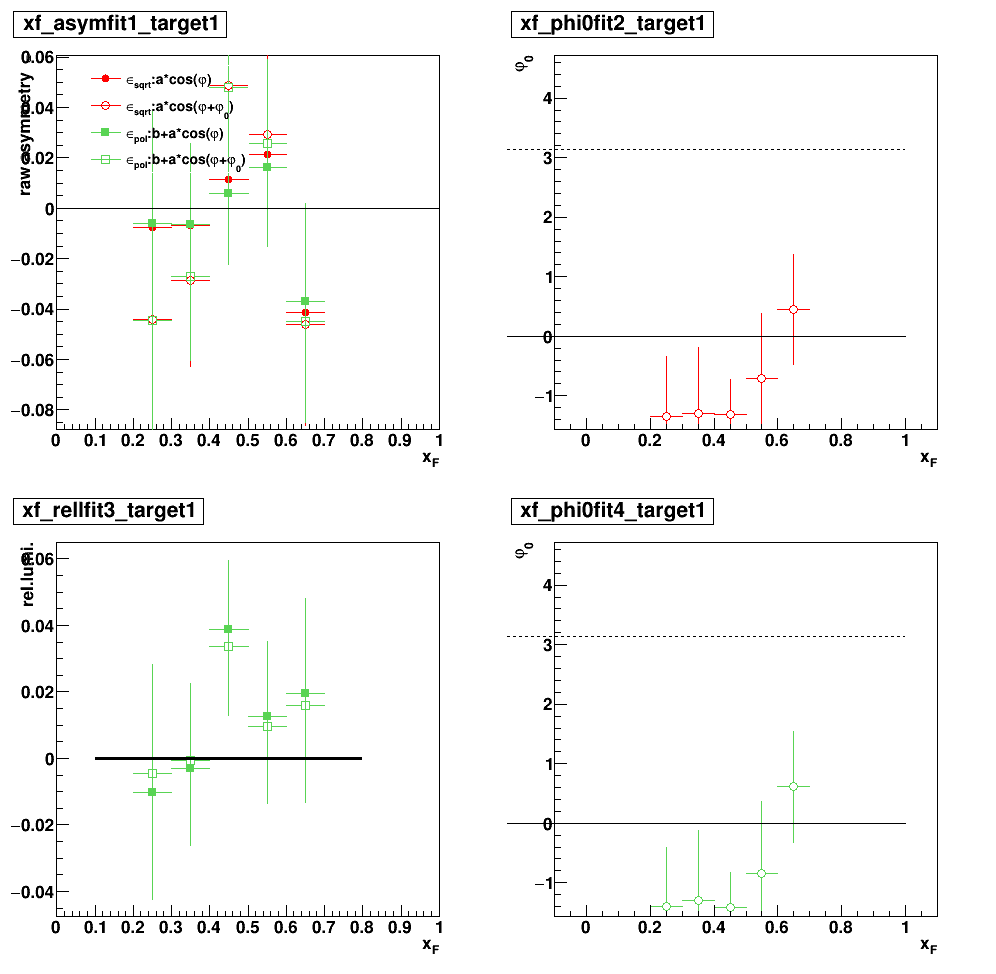 xf_asymfit1_target1
raw asymmetry
0.06
0.04
0.02
0
−0.02
−0.04
−0.06
−0.08
ε_sqrt:a*cos(φ)
ε_sqrt:a*cos(φ+φ_0)
ε_pol:b+a*cos(φ)
ε_pol:b+a*cos(φ+φ_0)
0 0.1 0.2 0.3 0.4 0.5 0.6 0.7 0.8 0.9 1
x_F
xf_phi0fit2_target1
φ_0
4
3
2
1
0
−1
0 0.2 0.4 0.6 0.8 1
x_F
xf_rellfit3_target1
rel.lumi.
0.06
0.04
0.02
0
−0.02
−0.04
0 0.1 0.2 0.3 0.4 0.5 0.6 0.7 0.8 0.9 1
x_F
xf_phi0fit4_target1
φ_0
4
3
2
1
0
−1
0 0.2 0.4 0.6 0.8 1
x_F